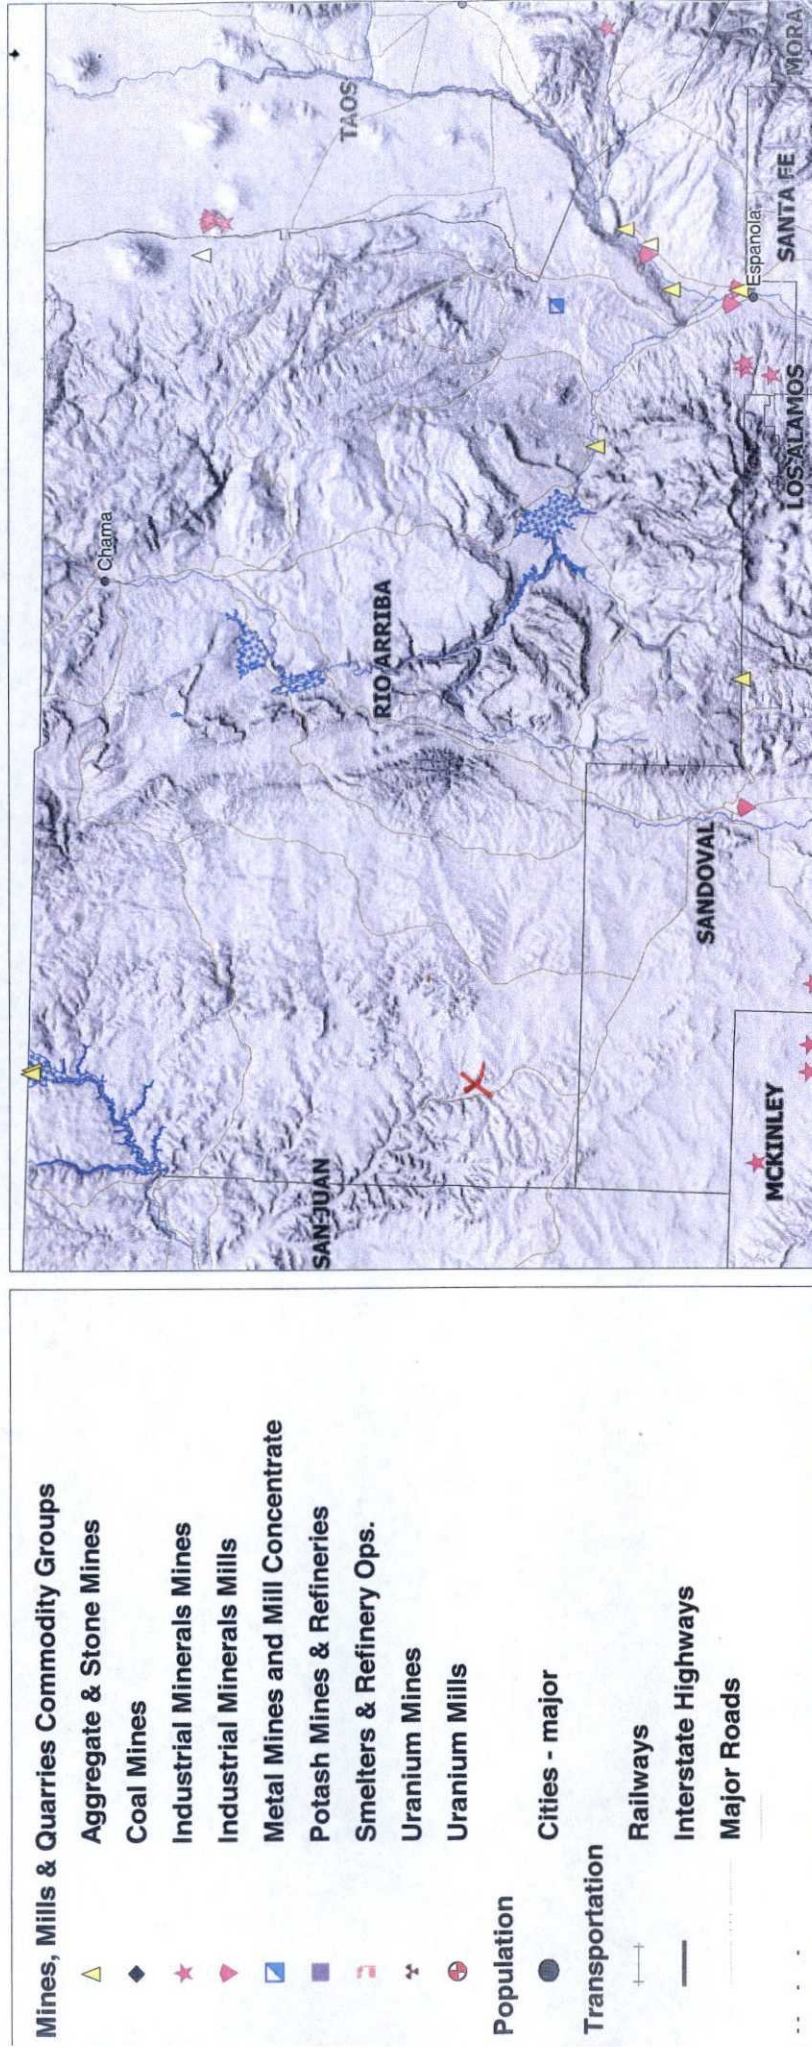 Mines, Mills & Quarries Commodity Groups
Aggregate & Stone Mines
Coal Mines
Industrial Minerals Mines
Industrial Minerals Mills
Metal Mines and Mill Concentrate
Potash Mines & Refineries
Smelters & Refinery Ops.
Uranium Mines
Uranium Mills
Population
Cities - major
Transportation
Railways
Interstate Highways
Major Roads
Chama
TAOS
RIO ARRIBA
SAN JUAN
MORA
SANTA FE
Espanola
LOS ALAMOS
SANDOVAL
MCKINLEY